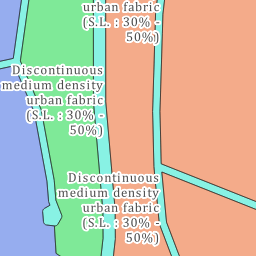 urban fabric
(S.L. : 30% -
50%)
Discontinuous
medium density
urban fabric
(S.L. : 30% -
50%)
Discontinuous
medium density
urban fabric
(S.L. : 30% -
50%)